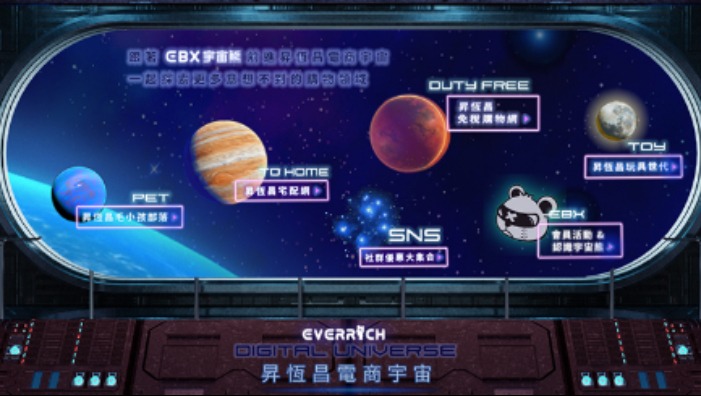 跟著 EBX宇宙熊 前進昇恆昌電商宇宙
一起探索更多意想不到的購物領域
DUTY FREE
昇恆昌
免稅購物網
TOY
昇恆昌玩具世代
TO HOME
昇恆昌宅配網
PET
昇恆昌毛小孩部落
EBX
會員活動 &
認識宇宙熊
SNS
社群優惠大集合
EVERRICH
DIGITAL UNIVERSE
昇恆昌電商宇宙